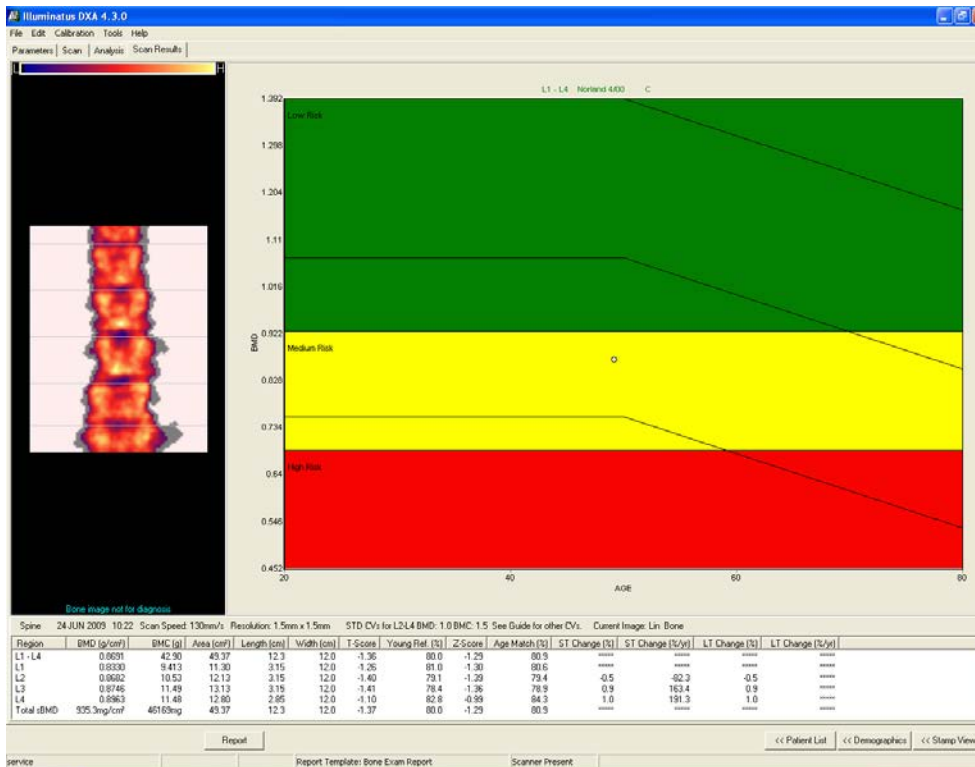 Illuminatus DXA 4.3.0
File Edit Calibration Tools Help
Parameters Scan Analysis Scan Results
L H
L1 - L4 Norland 4/00 C
1.392
Low Risk
1.298
1.204
1.11
1.016
0.922
BMD
Medium Risk
0.828
0.734
0.64
High Risk
0.546
0.452
20 40 60 80
AGE
Bone image not for diagnosis
Spine 24 JUN 2009 10:22 Scan Speed: 130mm/s Resolution: 1.5mm x 1.5mm STD CVs for L2-L4 BMD: 1.0 BMC: 1.5 See Guide for other CVs. Current Image: Lin Bone
Region BMD (g/cm²) BMC (g) Area (cm²) Length (cm) Width (cm) T-Score Young Ref. (%) Z-Score Age Match (%) ST Change (%) ST Change (%/yr) LT Change (%) LT Change (%/yr)
L1 - L4 0.8691 42.90 49.37 12.3 12.0 -1.36 80.0 -1.29 80.9 ***** ***** ***** *****
L1 0.8330 9.413 11.30 3.15 12.0 -1.26 81.0 -1.30 80.6 ***** ***** ***** *****
L2 0.8682 10.53 12.13 3.15 12.0 -1.40 79.1 -1.39 79.4 -0.5 -82.3 -0.5 *****
L3 0.8746 11.49 13.13 3.15 12.0 -1.41 78.4 -1.36 78.9 0.9 163.4 0.9 *****
L4 0.8963 11.48 12.80 2.85 12.0 -1.10 82.8 -0.99 84.3 1.0 191.3 1.0 *****
Total sBMD 935.3mg/cm² 46169mg 49.37 12.3 12.0 -1.37 80.0 -1.29 80.9 ***** ***** ***** *****
Report << Patient List << Demographics << Stamp View
service Report Template: Bone Exam Report Scanner Present